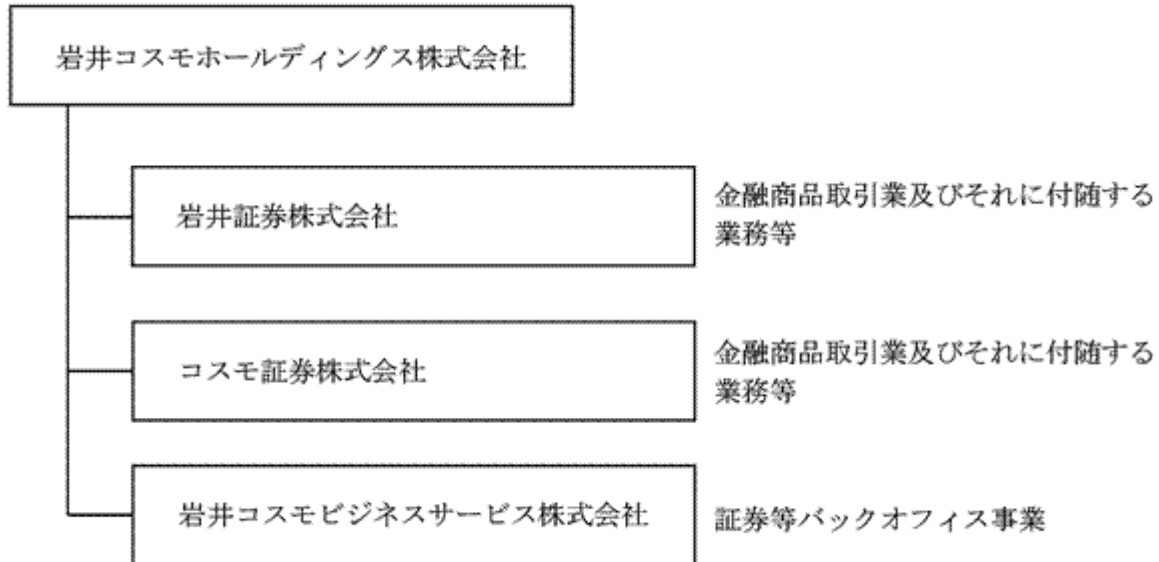 岩井コスモホールディングス株式会社
岩井証券株式会社
金融商品取引業及びそれに付随する
業務等
コスモ証券株式会社
金融商品取引業及びそれに付随する
業務等
岩井コスモビジネスサービス株式会社
証券等バックオフィス事業